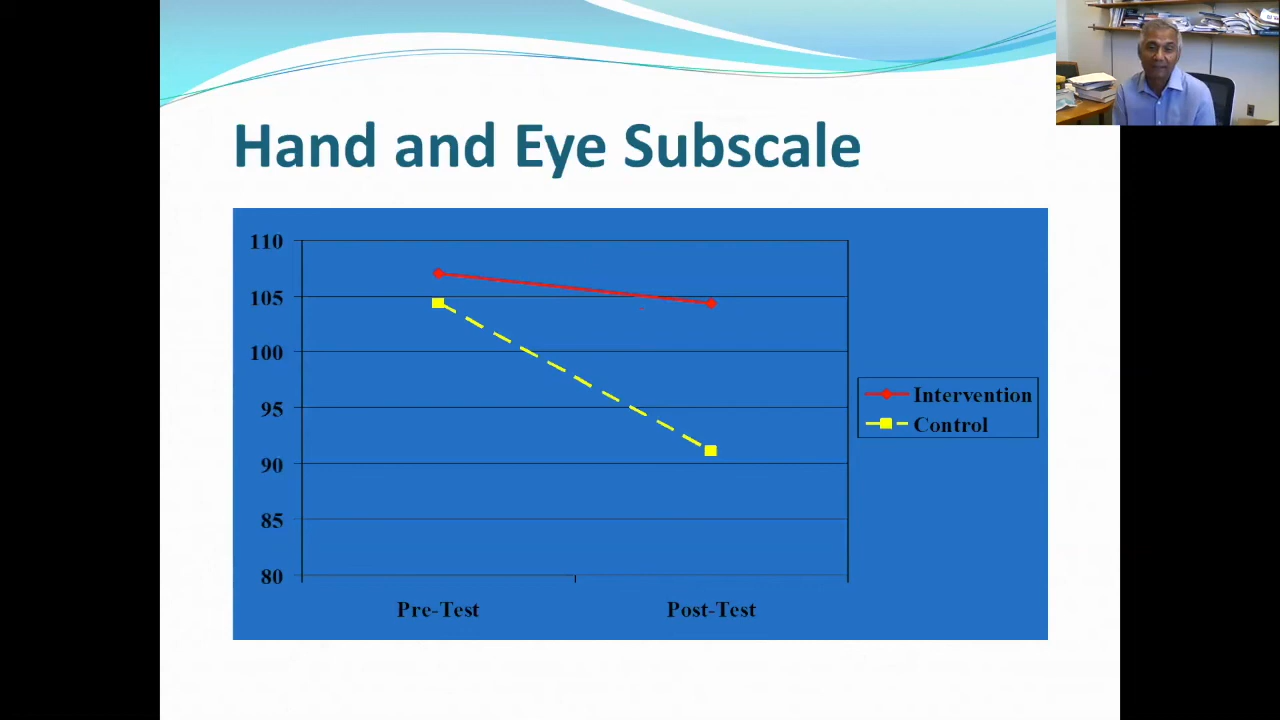 Hand and Eye Subscale
110
105
100
95
90
85
80
Pre-Test
Post-Test
Intervention
Control